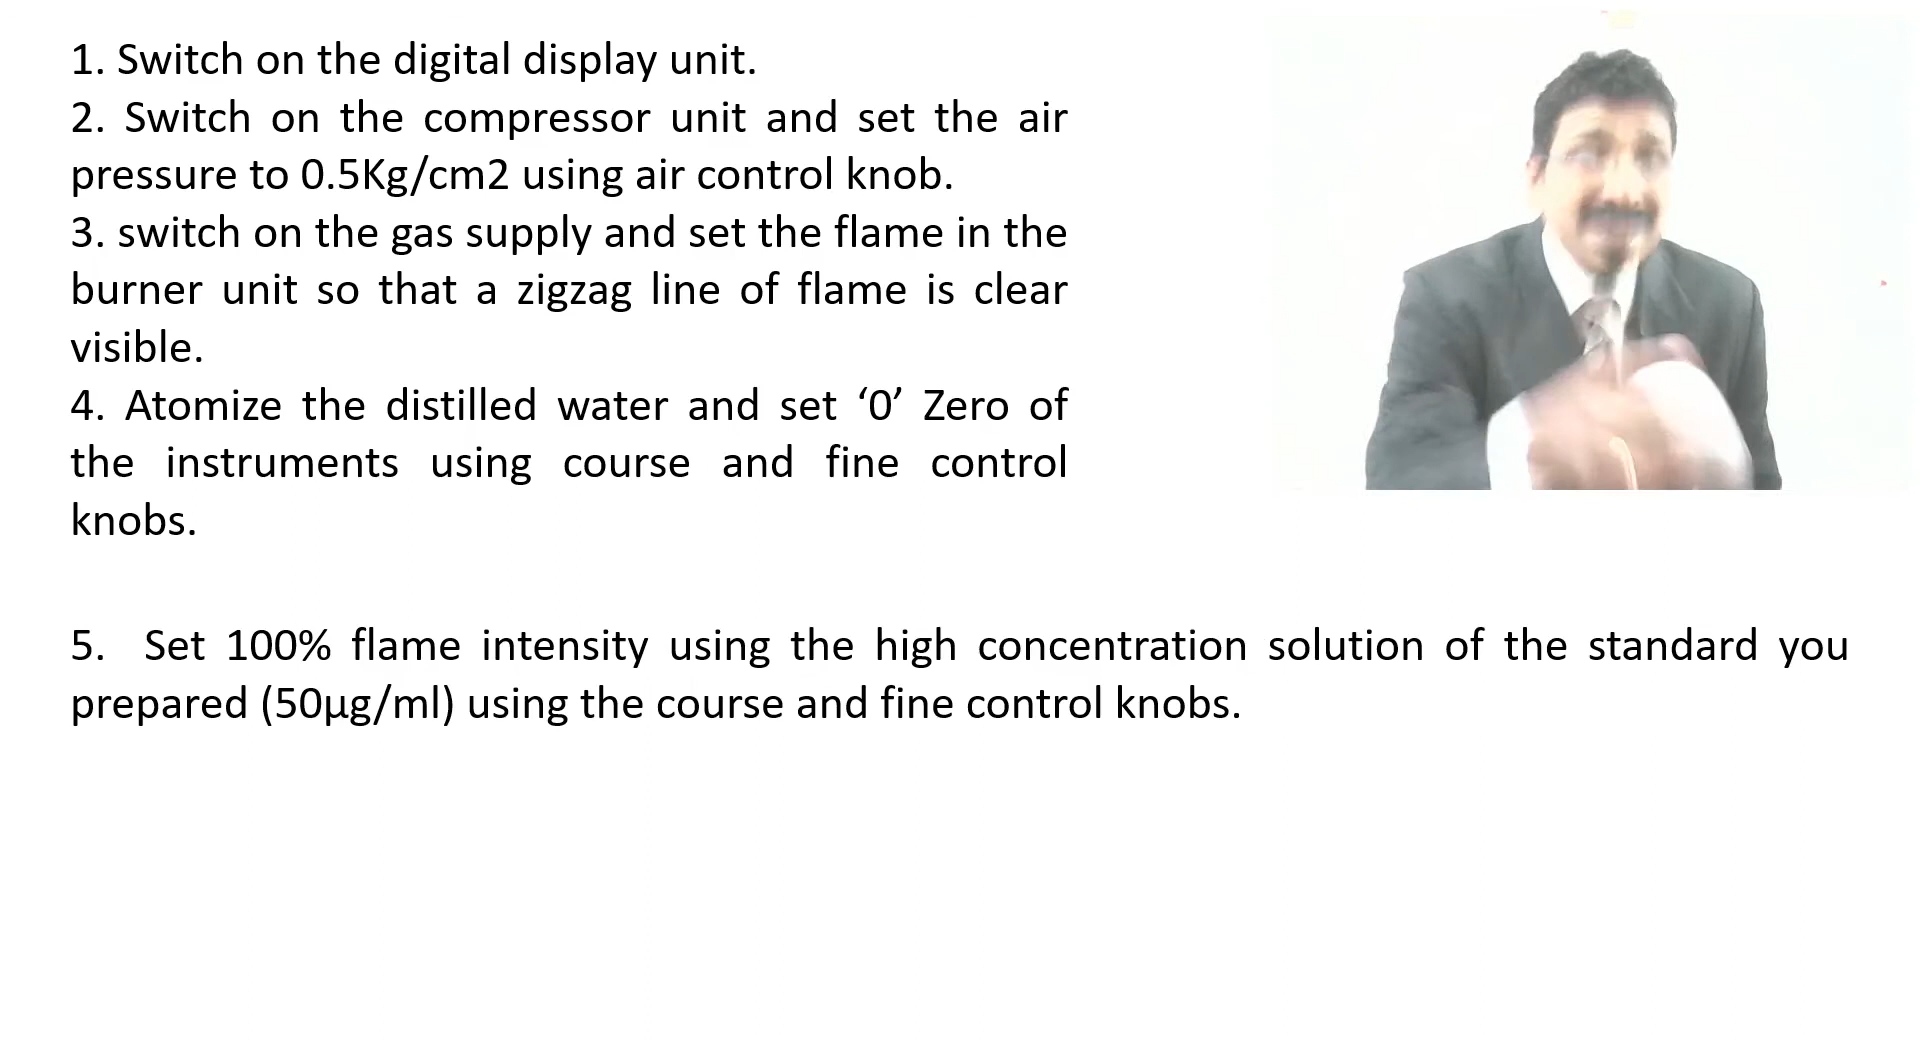 1. Switch on the digital display unit.
2. Switch on the compressor unit and set the air
pressure to 0.5Kg/cm2 using air control knob.
3. switch on the gas supply and set the flame in the
burner unit so that a zigzag line of flame is clear
visible.
4. Atomize the distilled water and set ‘0’ Zero of
the instruments using course and fine control
knobs.
5. Set 100% flame intensity using the high concentration solution of the standard you
prepared (50µg/ml) using the course and fine control knobs.